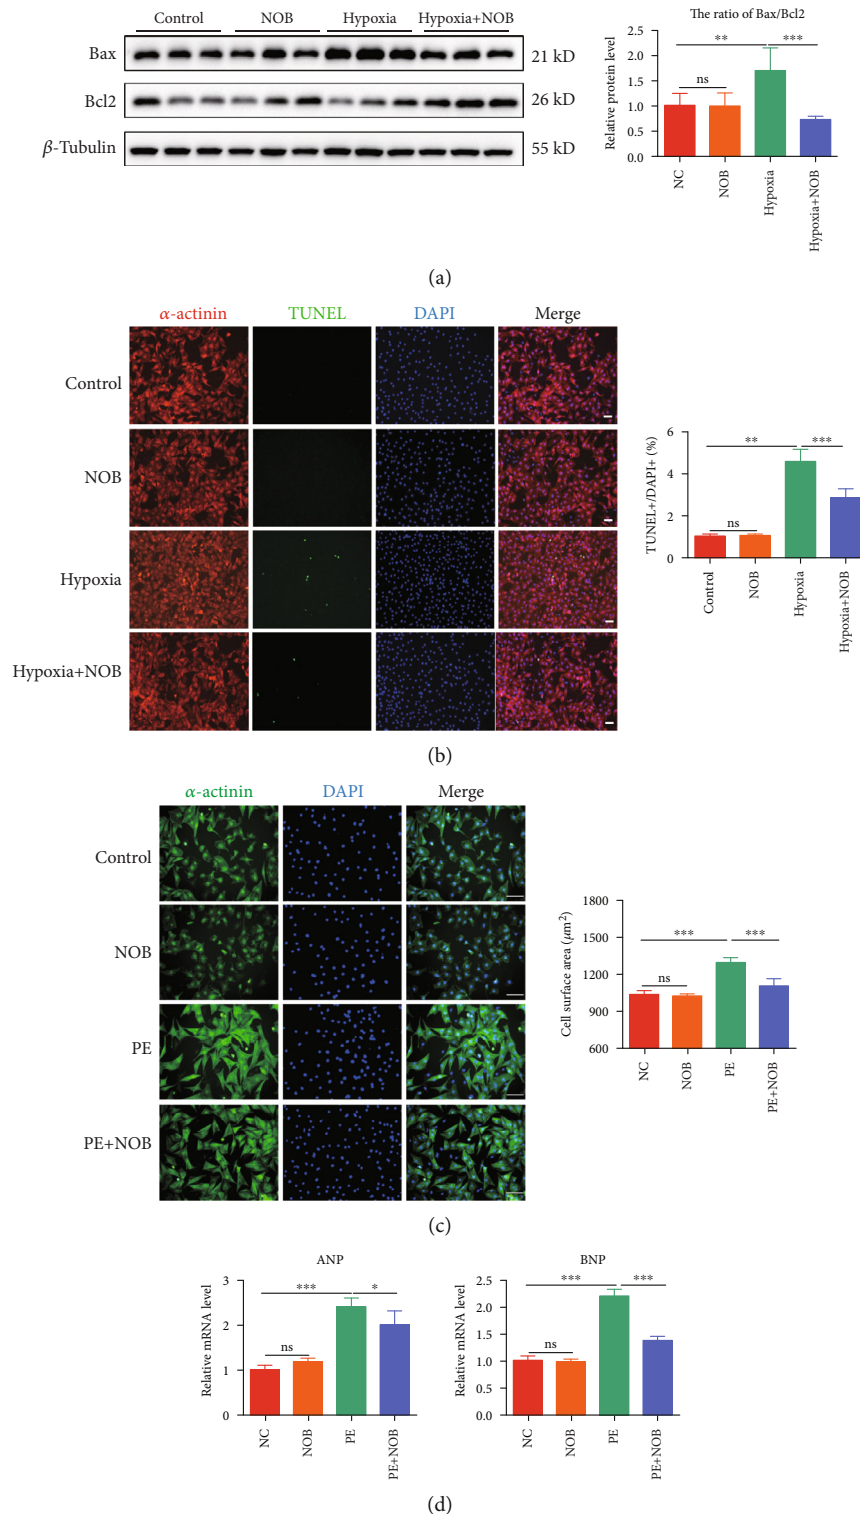 Control NOB Hypoxia Hypoxia+NOB
Bax 21 kD
Bcl2 26 kD
β-Tubulin 55 kD
The ratio of Bax/Bcl2
Relative protein level
2.5
2.0
1.5
1.0
0.5
0.0
** ***
ns
NC NOB Hypoxia Hypoxia+NOB
(a)
α-actinin TUNEL DAPI Merge
Control
NOB
Hypoxia
Hypoxia+NOB
TUNEL+/DAPI+ (%)
6
4
2
0
** ***
ns
Control NOB Hypoxia Hypoxia+NOB
(b)
α-actinin DAPI Merge
Control
NOB
PE
PE+NOB
Cell surface area (μm²)
1800
1500
1200
900
600
*** ***
ns
NC NOB PE PE+NOB
(c)
ANP
Relative mRNA level
3
2
1
0
*** *
ns
NC NOB PE PE+NOB
BNP
Relative mRNA level
2.5
2.0
1.5
1.0
0.5
0.0
*** ***
ns
NC NOB PE PE+NOB
(d)